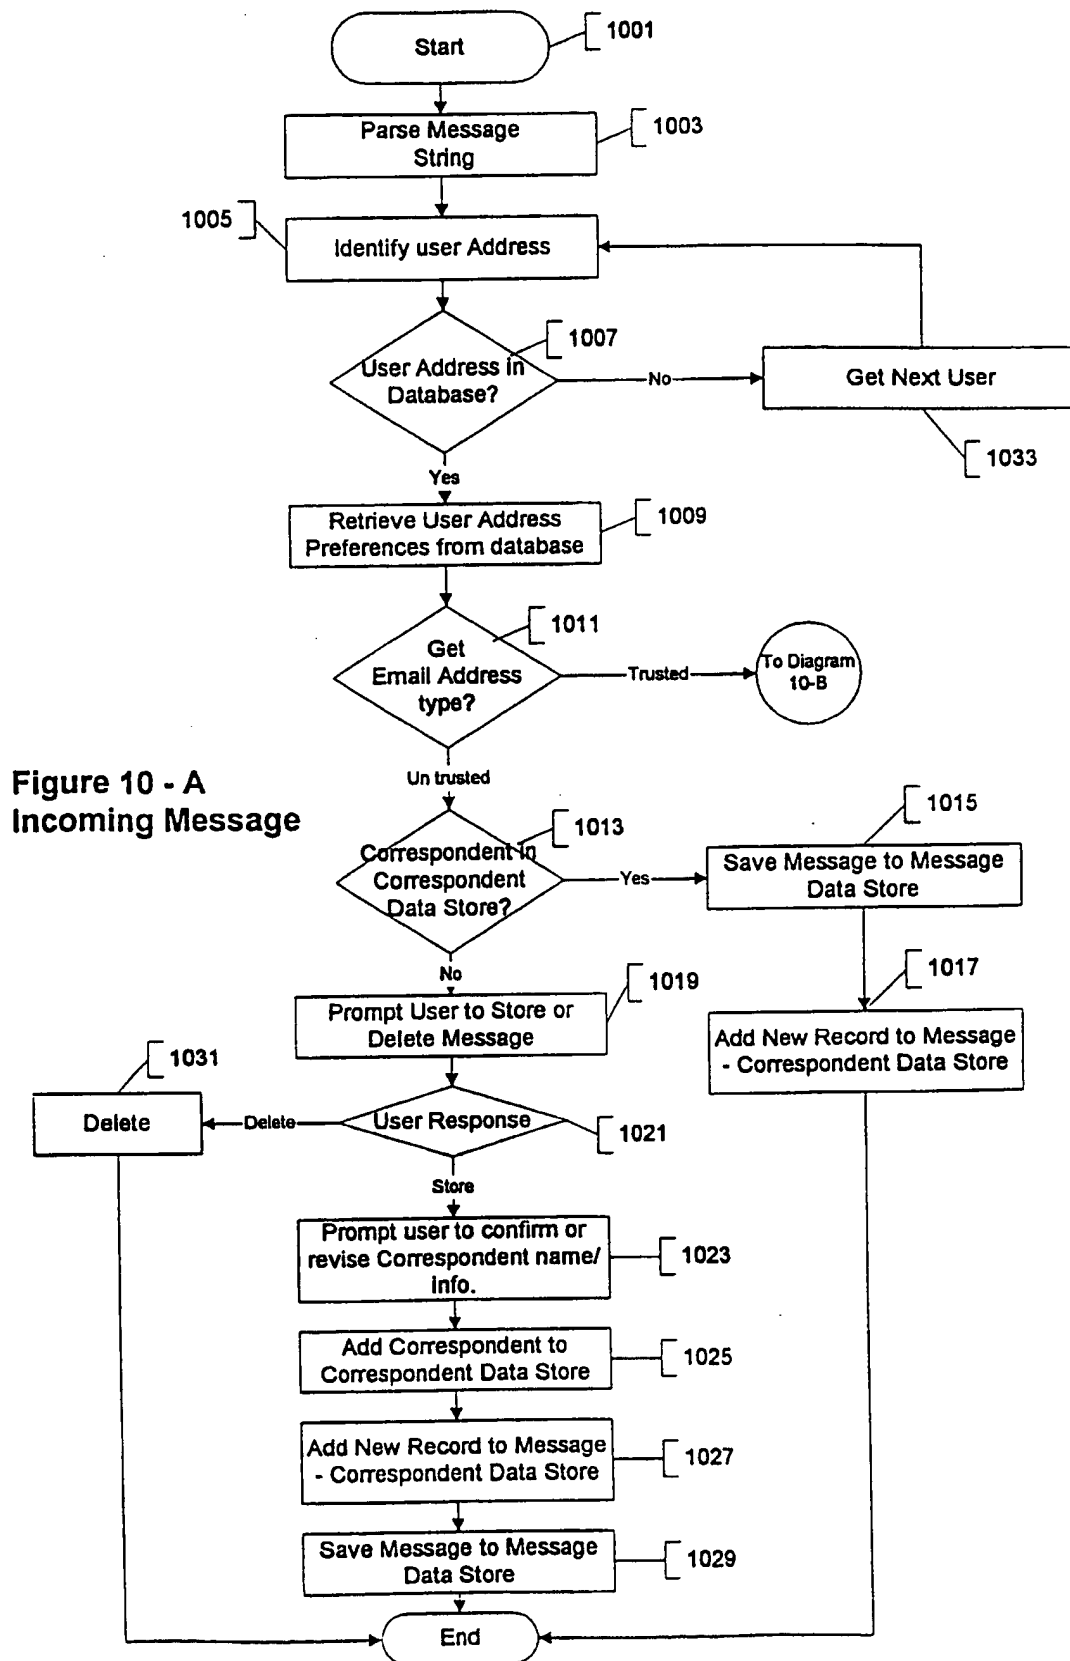 Start
1001
Parse Message
String
1003
1005
Identify user Address
1007
User Address in
Database?
No
Get Next User
1033
Yes
Retrieve User Address
Preferences from database
1009
1011
Get
Email Address
type?
Trusted
To Diagram
10-B
Un trusted
Figure 10 - A
Incoming Message
1013
Correspondent in
Correspondent
Data Store?
Yes
1015
Save Message to Message
Data Store
1017
Add New Record to Message
- Correspondent Data Store
No
1019
Prompt User to Store or
Delete Message
1031
Delete
Delete
User Response
1021
Store
Prompt user to confirm or
revise Correspondent name/
info.
1023
Add Correspondent to
Correspondent Data Store
1025
Add New Record to Message
- Correspondent Data Store
1027
Save Message to Message
Data Store
1029
End